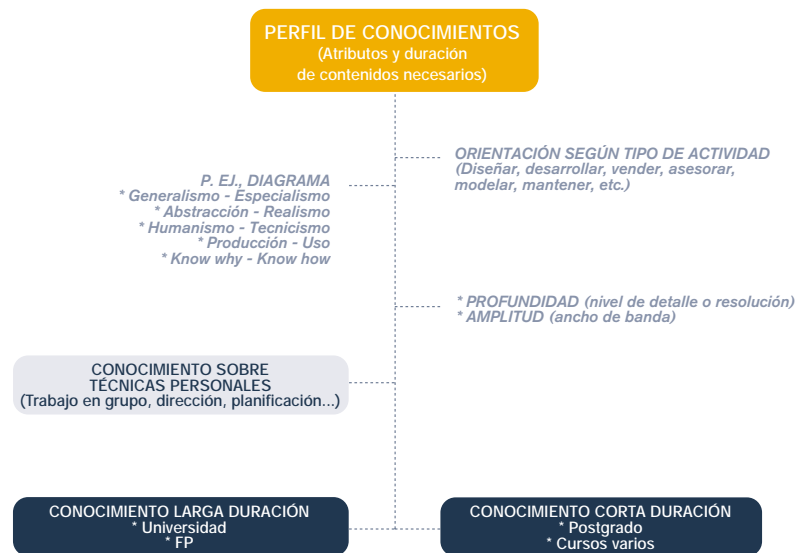 PERFIL DE CONOCIMIENTOS
(Atributos y duración
de contenidos necesarios)
ORIENTACIÓN SEGÚN TIPO DE ACTIVIDAD
(Diseñar, desarrollar, vender, asesorar,
modelar, mantener, etc.)
P. EJ., DIAGRAMA
* Generalismo - Especialismo
* Abstracción - Realismo
* Humanismo - Tecnicismo
* Producción - Uso
* Know why - Know how
* PROFUNDIDAD (nivel de detalle o resolución)
* AMPLITUD (ancho de banda)
CONOCIMIENTO SOBRE
TÉCNICAS PERSONALES
(Trabajo en grupo, dirección, planificación...)
CONOCIMIENTO LARGA DURACIÓN
* Universidad
* FP
CONOCIMIENTO CORTA DURACIÓN
* Postgrado
* Cursos varios